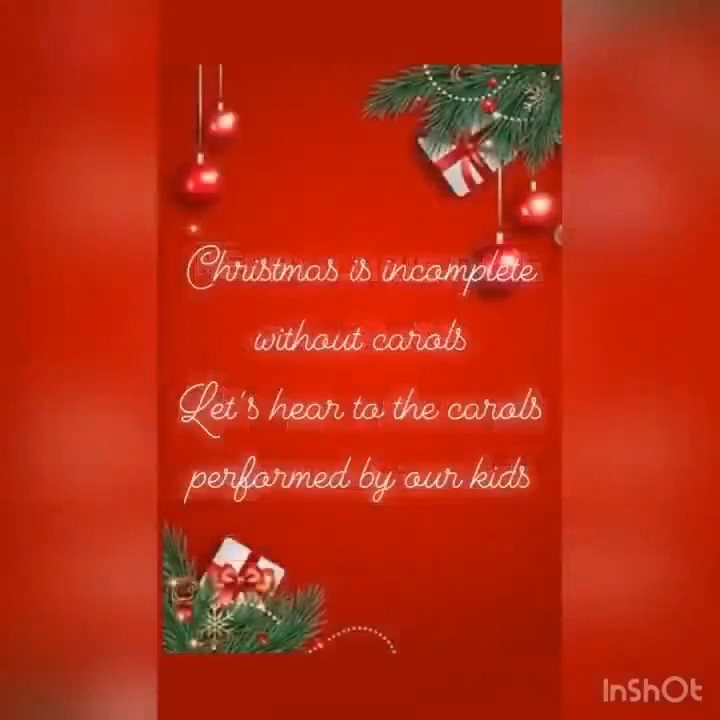 Christmas is incomplete
without carols
Let's hear to the carols
performed by our kids
InShOt